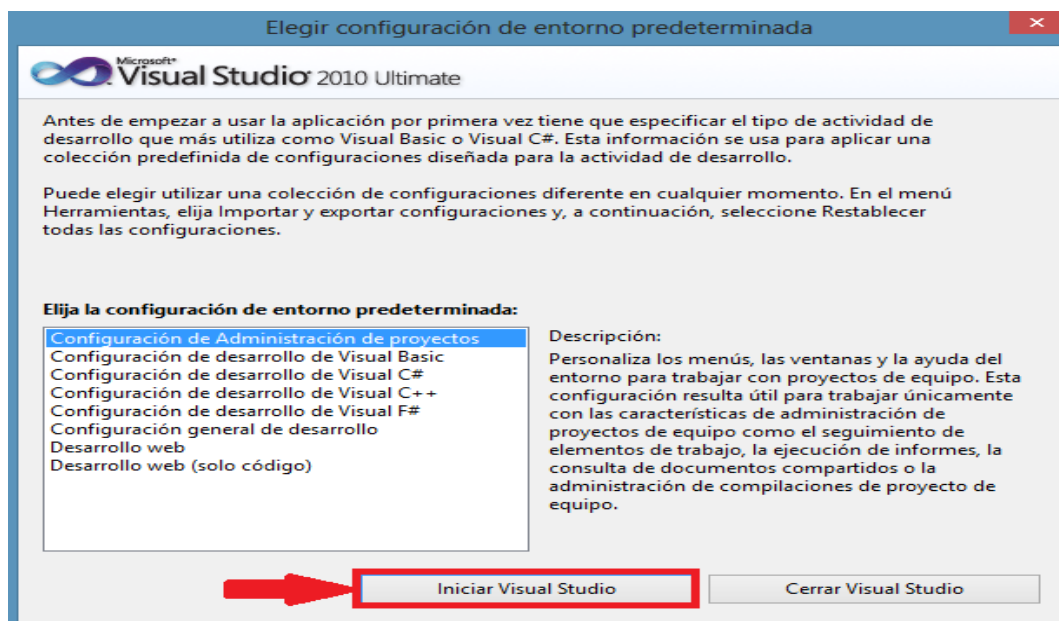 Elegir configuración de entorno predeterminada
Microsoft®
Visual Studio® 2010 Ultimate
Antes de empezar a usar la aplicación por primera vez tiene que especificar el tipo de actividad de
desarrollo que más utiliza como Visual Basic o Visual C#. Esta información se usa para aplicar una
colección predefinida de configuraciones diseñada para la actividad de desarrollo.
Puede elegir utilizar una colección de configuraciones diferente en cualquier momento. En el menú
Herramientas, elija Importar y exportar configuraciones y, a continuación, seleccione Restablecer
todas las configuraciones.
Elija la configuración de entorno predeterminada:
Configuración de Administración de proyectos
Configuración de desarrollo de Visual Basic
Configuración de desarrollo de Visual C#
Configuración de desarrollo de Visual C++
Configuración de desarrollo de Visual F#
Configuración general de desarrollo
Desarrollo web
Desarrollo web (solo código)
Descripción:
Personaliza los menús, las ventanas y la ayuda del
entorno para trabajar con proyectos de equipo. Esta
configuración resulta útil para trabajar únicamente
con las características de administración de
proyectos de equipo como el seguimiento de
elementos de trabajo, la ejecución de informes, la
consulta de documentos compartidos o la
administración de compilaciones de proyecto de
equipo.
Iniciar Visual Studio
Cerrar Visual Studio